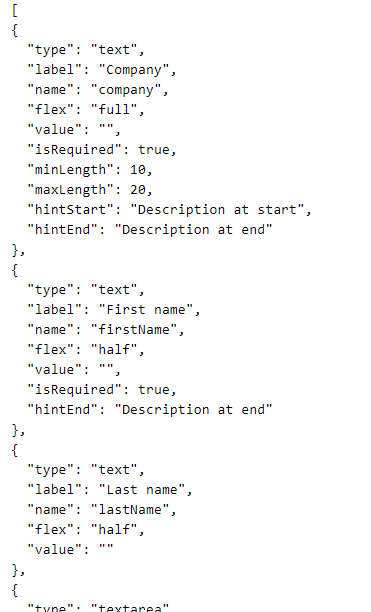 [
{
  "type": "text",
  "label": "Company",
  "name": "company",
  "flex": "full",
  "value": "",
  "isRequired": true,
  "minLength": 10,
  "maxLength": 20,
  "hintStart": "Description at start",
  "hintEnd": "Description at end"
},
{
  "type": "text",
  "label": "First name",
  "name": "firstName",
  "flex": "half",
  "value": "",
  "isRequired": true,
  "hintEnd": "Description at end"
},
{
  "type": "text",
  "label": "Last name",
  "name": "lastName",
  "flex": "half",
  "value": ""
},
{
  "type": "textarea"